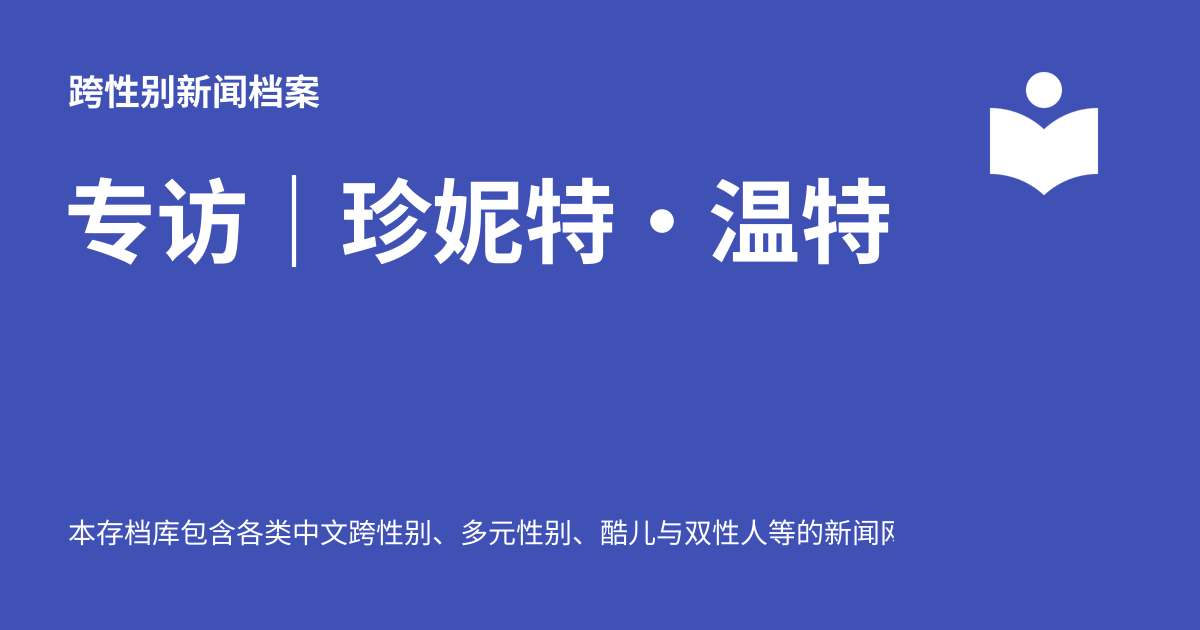 跨性别新闻档案
专访｜珍妮特・温特
本存档库包含各类中文跨性别、多元性别、酷儿与双性人等的新闻